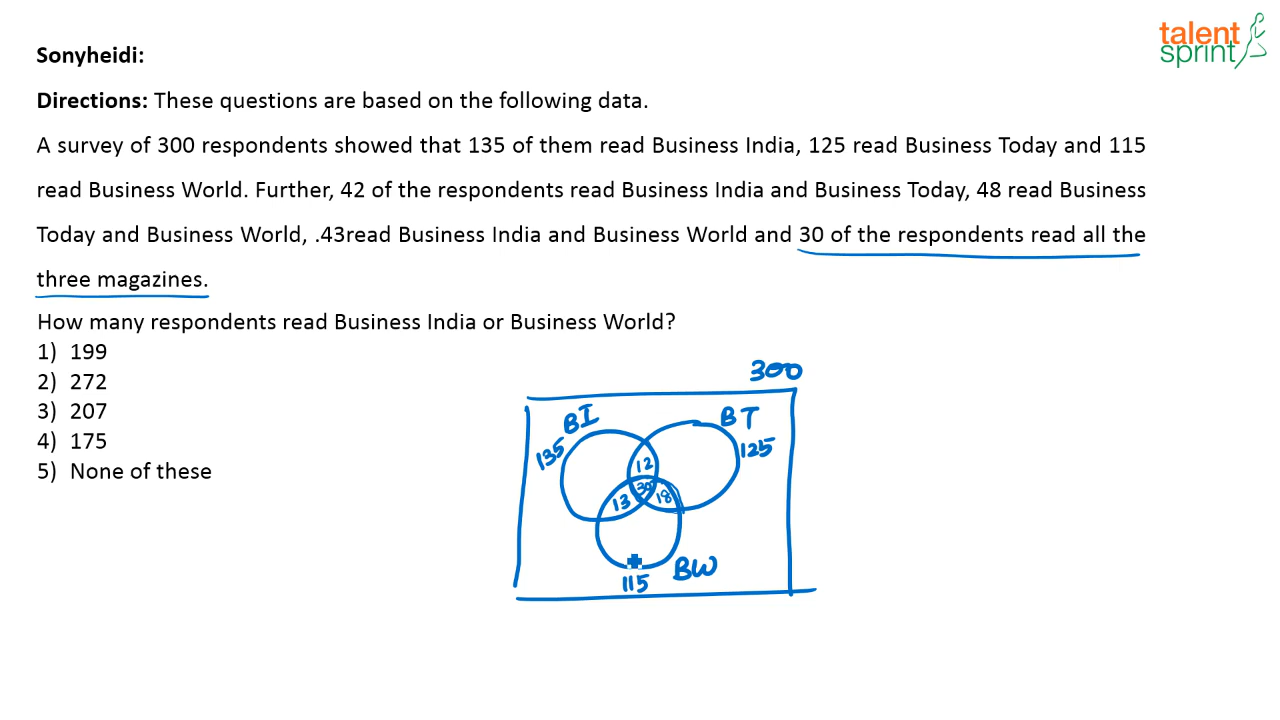 talent
sprint
Sonyheidi:
Directions: These questions are based on the following data.
A survey of 300 respondents showed that 135 of them read Business India, 125 read Business Today and 115
read Business World. Further, 42 of the respondents read Business India and Business Today, 48 read Business
Today and Business World, .43read Business India and Business World and 30 of the respondents read all the
three magazines.
How many respondents read Business India or Business World?
1) 199
2) 272
3) 207
4) 175
5) None of these
300
BI
BT
135
125
12
30
13
18
BW
115